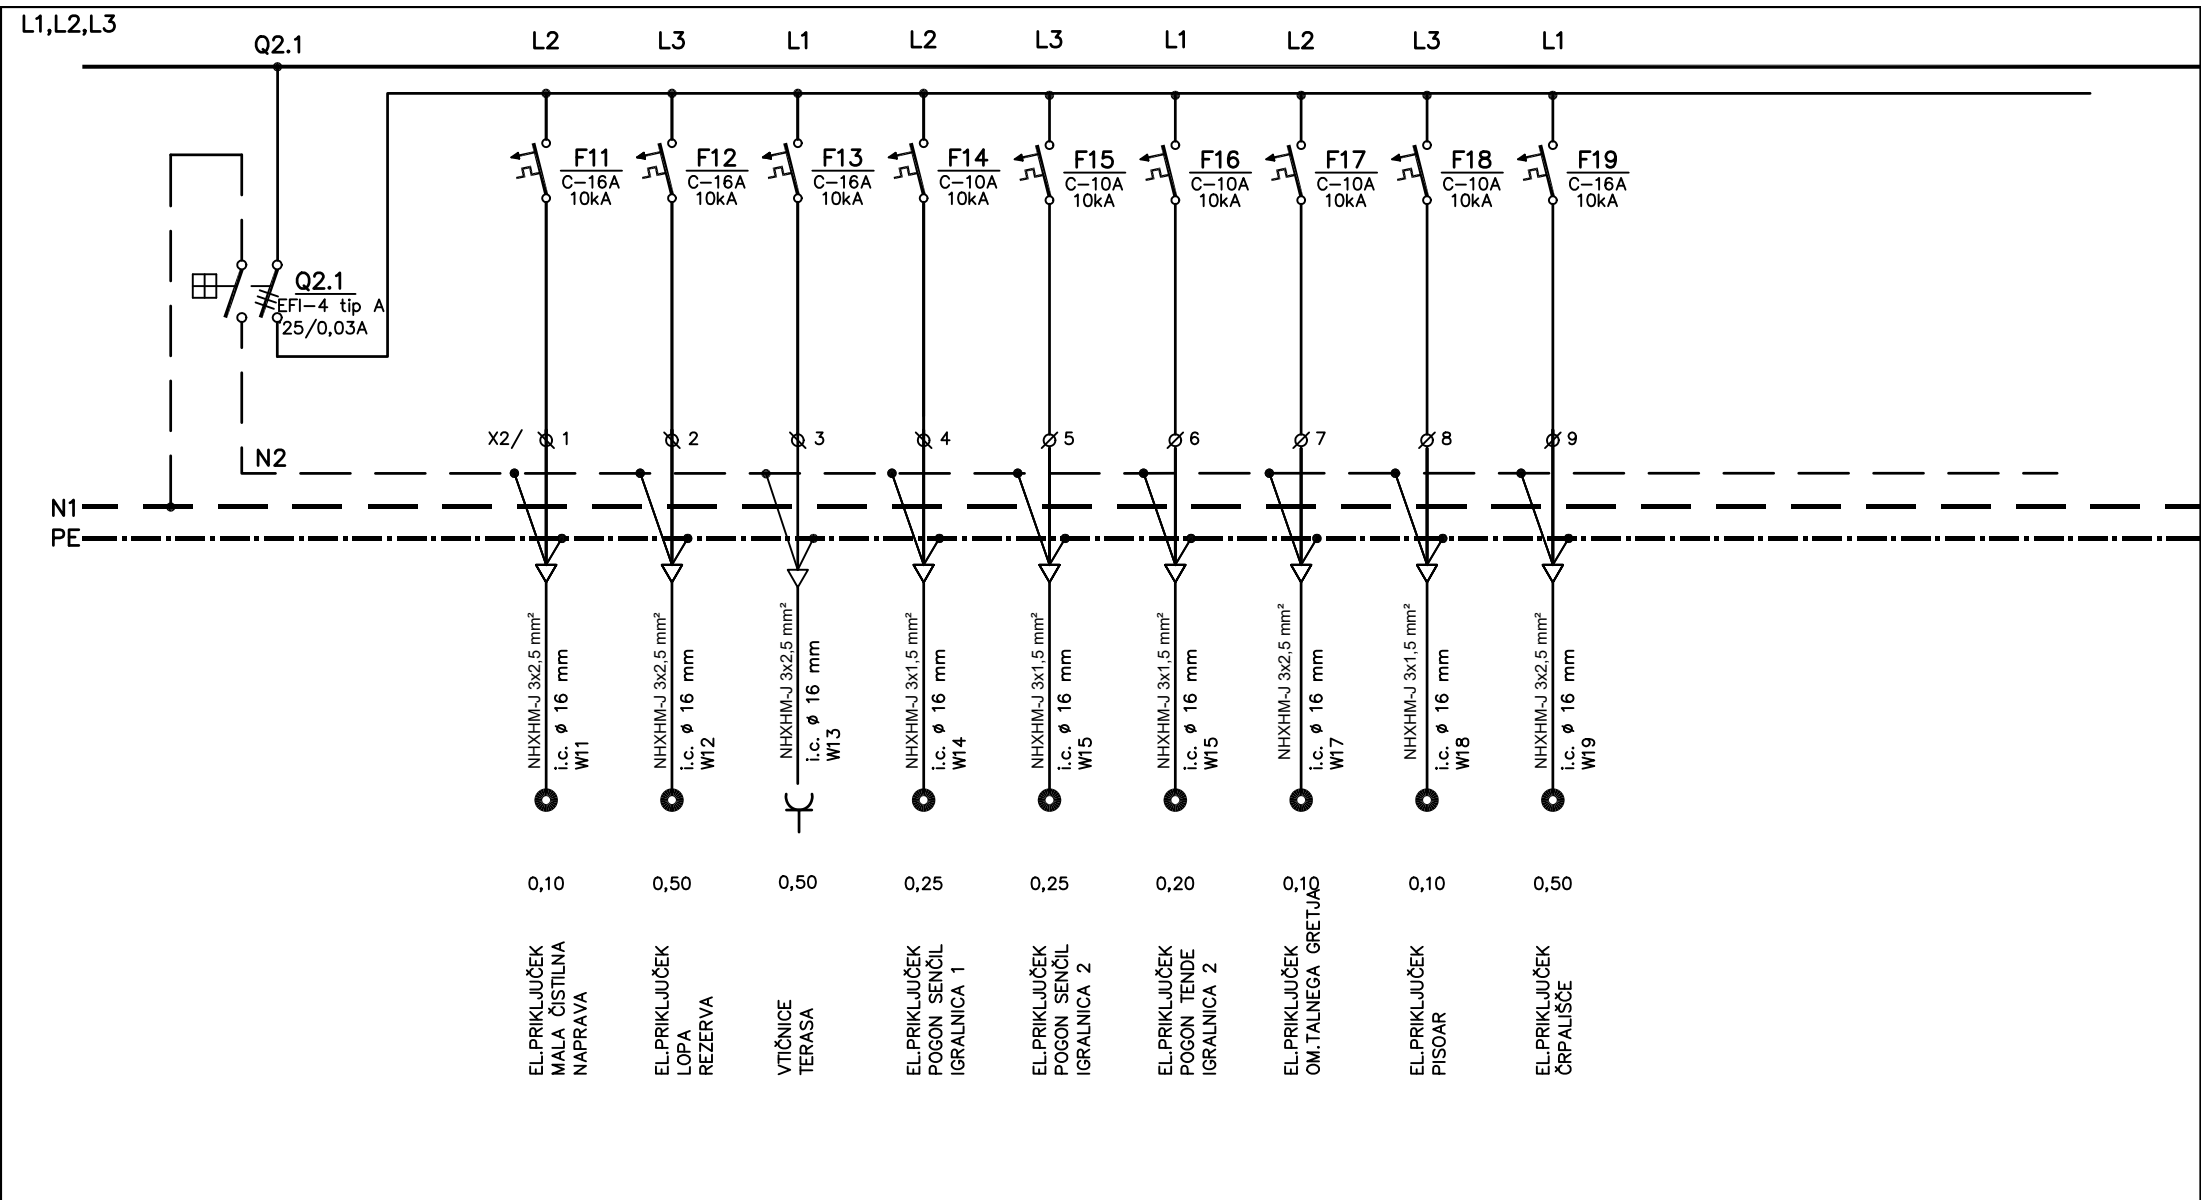 L1,L2,L3
Q2.1
L2
L3
L1
L2
L3
L1
L2
L3
L1
F11
C-16A
10kA
F12
C-16A
10kA
F13
C-16A
10kA
F14
C-10A
10kA
F15
C-10A
10kA
F16
C-10A
10kA
F17
C-10A
10kA
F18
C-10A
10kA
F19
C-16A
10kA
Q2.1
EFI-4 tip A
25/0,03A
X2/
1
2
3
4
5
6
7
8
9
N2
N1
PE
NHXHM-J 3x2,5 mm²
i.c. ø 16 mm
W11
NHXHM-J 3x2,5 mm²
i.c. ø 16 mm
W12
NHXHM-J 3x2,5 mm²
i.c. ø 16 mm
W13
NHXHM-J 3x1,5 mm²
i.c. ø 16 mm
W14
NHXHM-J 3x1,5 mm²
i.c. ø 16 mm
W15
NHXHM-J 3x1,5 mm²
i.c. ø 16 mm
W15
NHXHM-J 3x2,5 mm²
i.c. ø 16 mm
W17
NHXHM-J 3x1,5 mm²
i.c. ø 16 mm
W18
NHXHM-J 3x2,5 mm²
i.c. ø 16 mm
W19
0,10
0,50
0,50
0,25
0,25
0,20
0,10
0,10
0,50
EL.PRIKLJUČEK
MALA ČISTILNA
NAPRAVA
EL.PRIKLJUČEK
LOPA
REZERVA
VTIČNICE
TERASA
EL.PRIKLJUČEK
POGON SENČIL
IGRALNICA 1
EL.PRIKLJUČEK
POGON SENČIL
IGRALNICA 2
EL.PRIKLJUČEK
POGON TENDE
IGRALNICA 2
EL.PRIKLJUČEK
OM.TALNEGA GRETJA
EL.PRIKLJUČEK
PISOAR
EL.PRIKLJUČEK
ČRPALIŠČE